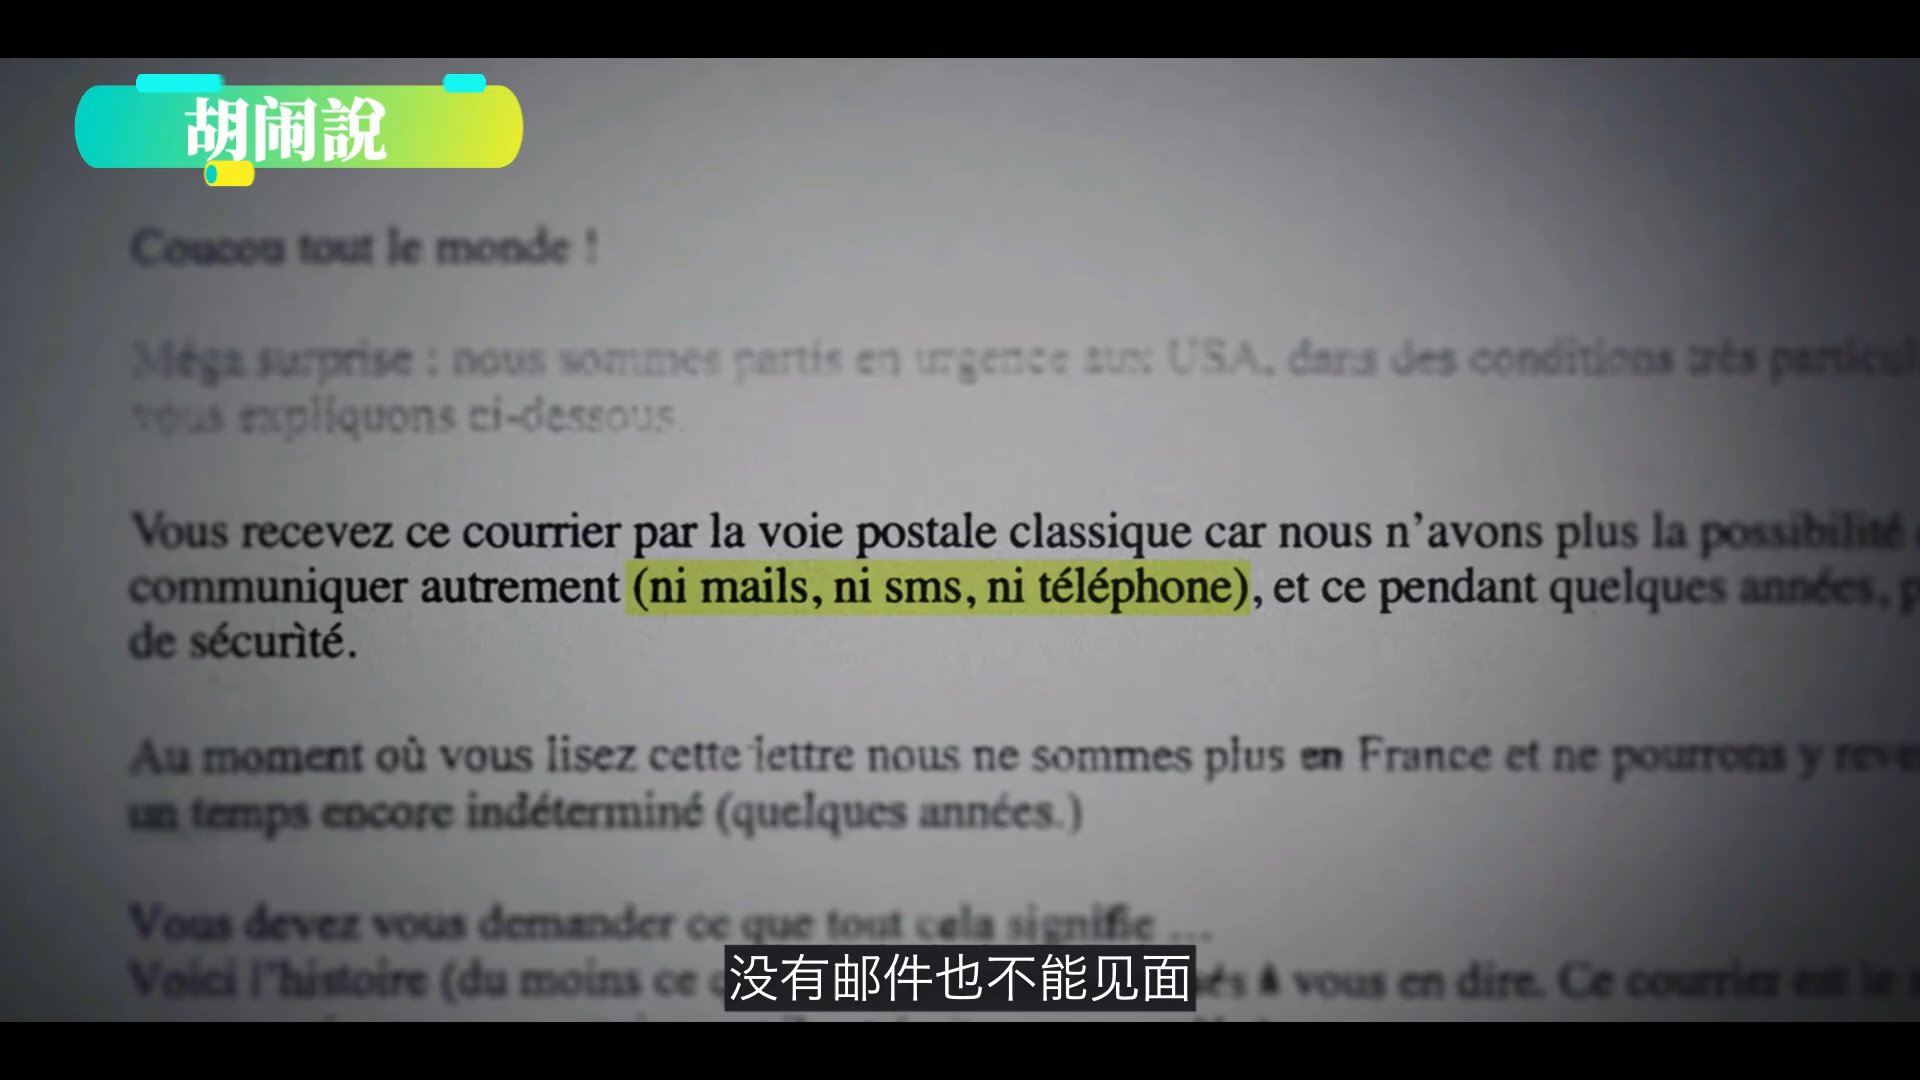 胡闹說
Coucou tout le monde !
Méga surprise : nous sommes partis en urgence aux USA, dans des conditions très
vous expliquons ci-dessous.
Vous recevez ce courrier par la voie postale classique car nous n'avons plus la possibilité
communiquer autrement (ni mails, ni sms, ni téléphone), et ce pendant quelques années,
de sécurité.
Au moment où vous lisez cette lettre nous ne sommes plus en France et ne pourrons y
un temps encore indéterminé (quelques années.)
Vous devez vous demander ce que tout cela signifie ...
Voici l'histoire (du moins ce à vous en dire. Ce courrier est le
没有邮件也不能见面